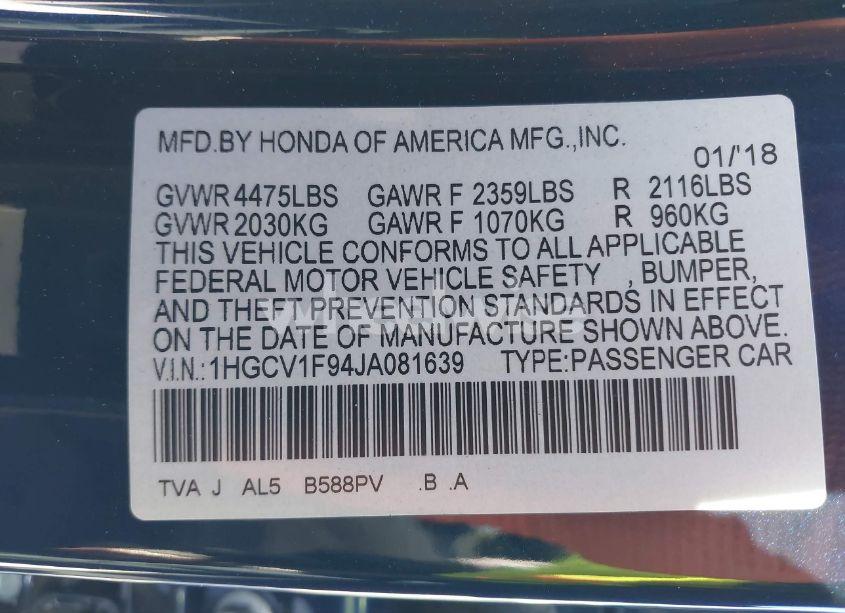 MFD.BY HONDA OF AMERICA MFG.,INC.
01/'18
GVWR 4475LBS GAWR F 2359LBS R 2116LBS
GVWR 2030KG GAWR F 1070KG R 960KG
THIS VEHICLE CONFORMS TO ALL APPLICABLE
FEDERAL MOTOR VEHICLE SAFETY , BUMPER,
AND THEFT PREVENTION STANDARDS IN EFFECT
ON THE DATE OF MANUFACTURE SHOWN ABOVE.
V.I.N.:1HGCV1F94JA081639 TYPE:PASSENGER CAR
TVA J AL5 B588PV .B .A